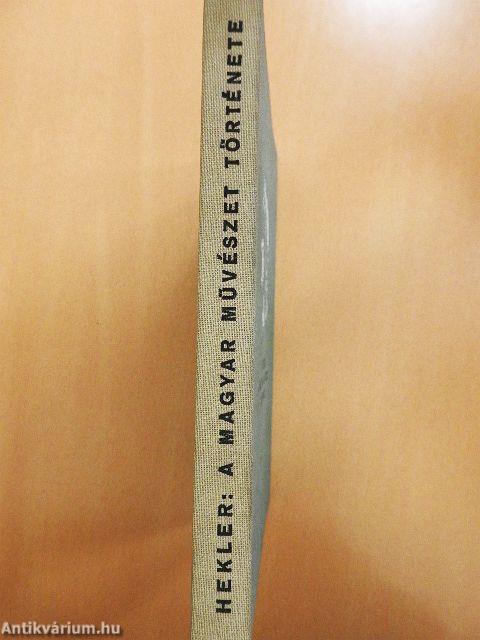 HEKLER: A MAGYAR MŰVÉSZET TÖRTÉNETE
Antikvárium.hu